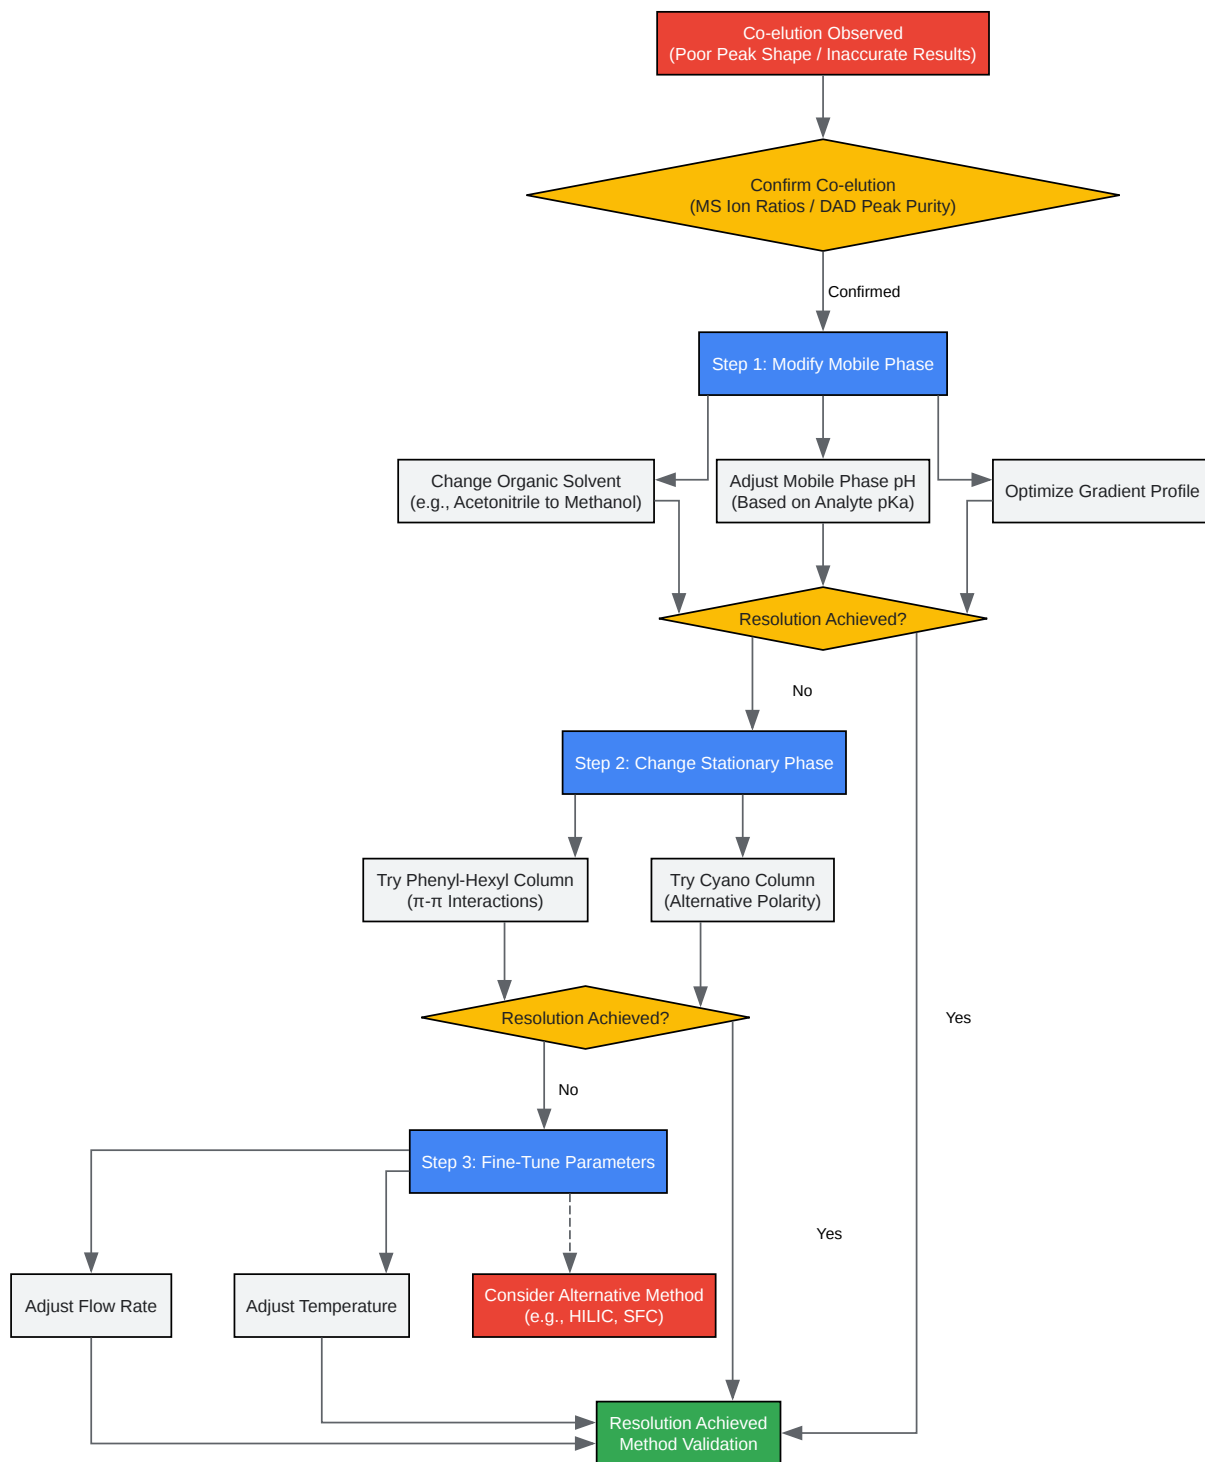 Co-elution Observed
(Poor Peak Shape / Inaccurate Results)
Confirm Co-elution
(MS Ion Ratios / DAD Peak Purity)
Confirmed
Step 1: Modify Mobile Phase
Change Organic Solvent
(e.g., Acetonitrile to Methanol)
Adjust Mobile Phase pH
(Based on Analyte pKa)
Optimize Gradient Profile
Resolution Achieved?
No
Step 2: Change Stationary Phase
Try Phenyl-Hexyl Column
(π-π Interactions)
Try Cyano Column
(Alternative Polarity)
Resolution Achieved?
Yes
No
Step 3: Fine-Tune Parameters
Yes
Adjust Flow Rate
Adjust Temperature
Consider Alternative Method
(e.g., HILIC, SFC)
Resolution Achieved
Method Validation